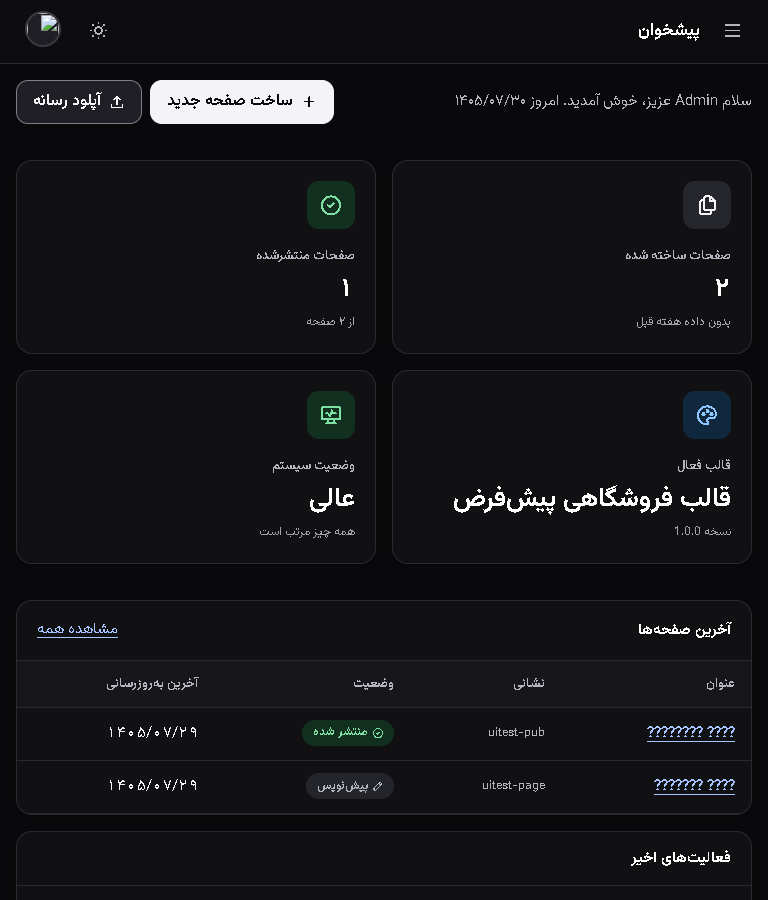 پیشخوان
سلام Admin عزیز، خوش آمدید. امروز ۱۴۰۵/۰۷/۳۰
ساخت صفحه جدید
آپلود رسانه
صفحات ساخته شده
۲
بدون داده هفته قبل
صفحات منتشرشده
۱
از ۲ صفحه
قالب فعال
قالب فروشگاهی پیش‌فرض
نسخه 1.0.0
وضعیت سیستم
عالی
همه چیز مرتب است
آخرین صفحه‌ها
مشاهده همه
عنوان نشانی وضعیت آخرین به‌روزرسانی
???? ???????? uitest-pub منتشر شده ۱۴۰۵/۰۷/۲۹
???? ??????? uitest-page پیش‌نویس ۱۴۰۵/۰۷/۲۹
فعالیت‌های اخیر